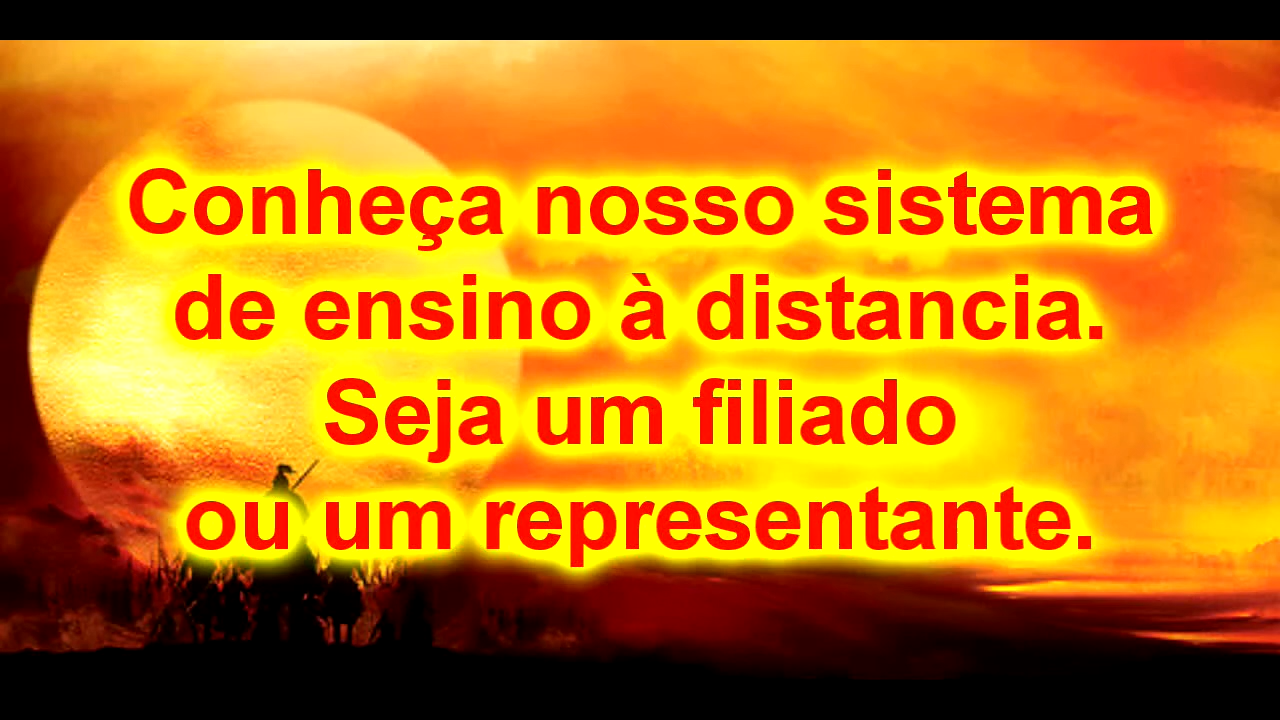 Conheça nosso sistema
de ensino à distancia.
Seja um filiado
ou um representante.